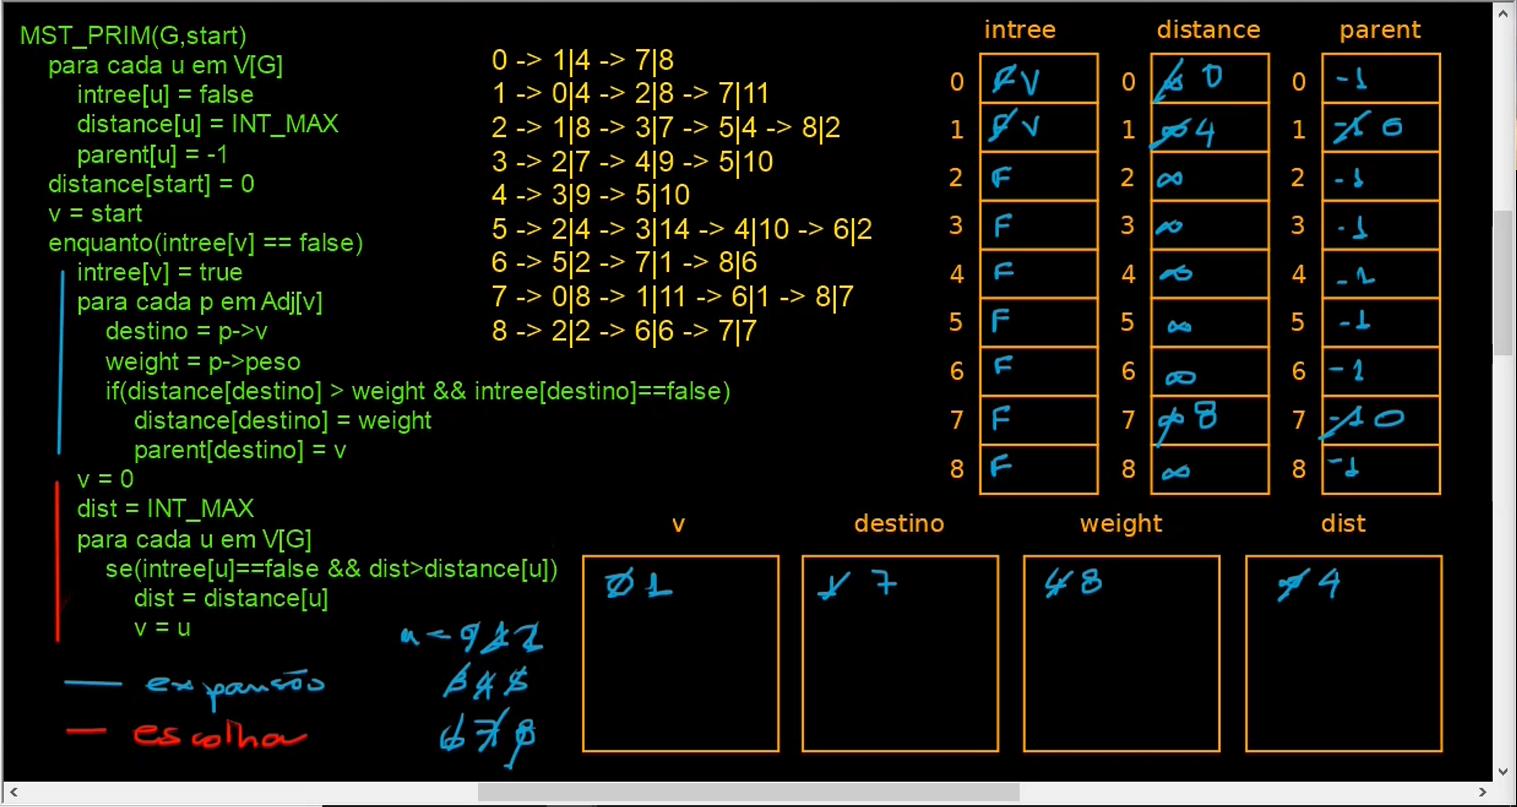 MST_PRIM(G,start)
para cada u em V[G]
intree[u] = false
distance[u] = INT_MAX
parent[u] = -1
distance[start] = 0
v = start
enquanto(intree[v] == false)
intree[v] = true
para cada p em Adj[v]
destino = p->v
weight = p->peso
if(distance[destino] > weight && intree[destino]==false)
distance[destino] = weight
parent[destino] = v
v = 0
dist = INT_MAX
para cada u em V[G]
se(intree[u]==false && dist>distance[u])
dist = distance[u]
v = u
expansão
escolha
0 -> 1|4 -> 7|8
1 -> 0|4 -> 2|8 -> 7|11
2 -> 1|8 -> 3|7 -> 5|4 -> 8|2
3 -> 2|7 -> 4|9 -> 5|10
4 -> 3|9 -> 5|10
5 -> 2|4 -> 3|14 -> 4|10 -> 6|2
6 -> 5|2 -> 7|1 -> 8|6
7 -> 0|8 -> 1|11 -> 6|1 -> 8|7
8 -> 2|2 -> 6|6 -> 7|7
intree distance parent
0 F V 0 ∞ 0 0 -1
1 F V 1 ∞ 4 1 -1 0
2 F 2 ∞ 2 -1
3 F 3 ∞ 3 -1
4 F 4 ∞ 4 -1
5 F 5 ∞ 5 -1
6 F 6 ∞ 6 -1
7 F 7 ∞ 8 7 -1 0
8 F 8 ∞ 8 -1
v destino weight dist
0 1 1 7 4 8 ∞ 4
6 7 8